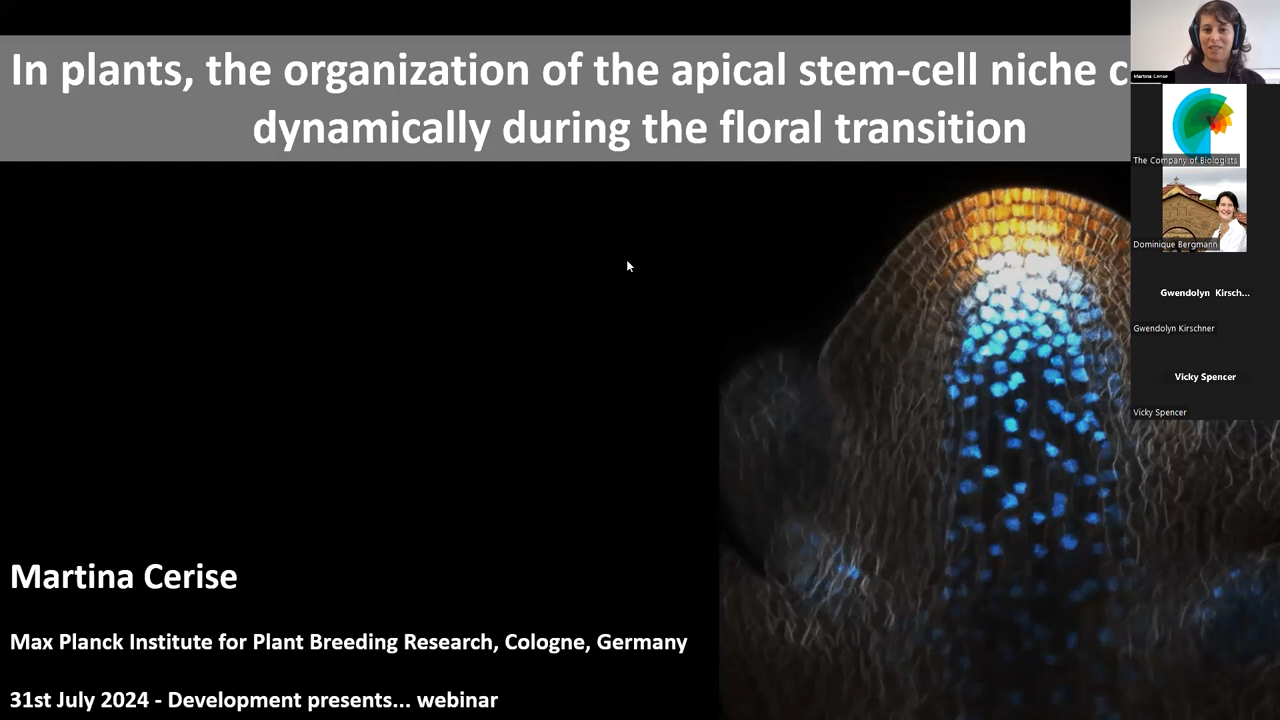 In plants, the organization of the apical stem-cell niche c
dynamically during the floral transition
Martina Cerise
Max Planck Institute for Plant Breeding Research, Cologne, Germany
31st July 2024 - Development presents... webinar
Martina Cerise
The Company of Biologists
Dominique Bergmann
Gwendolyn Kirsch...
Gwendolyn Kirschner
Vicky Spencer
Vicky Spencer